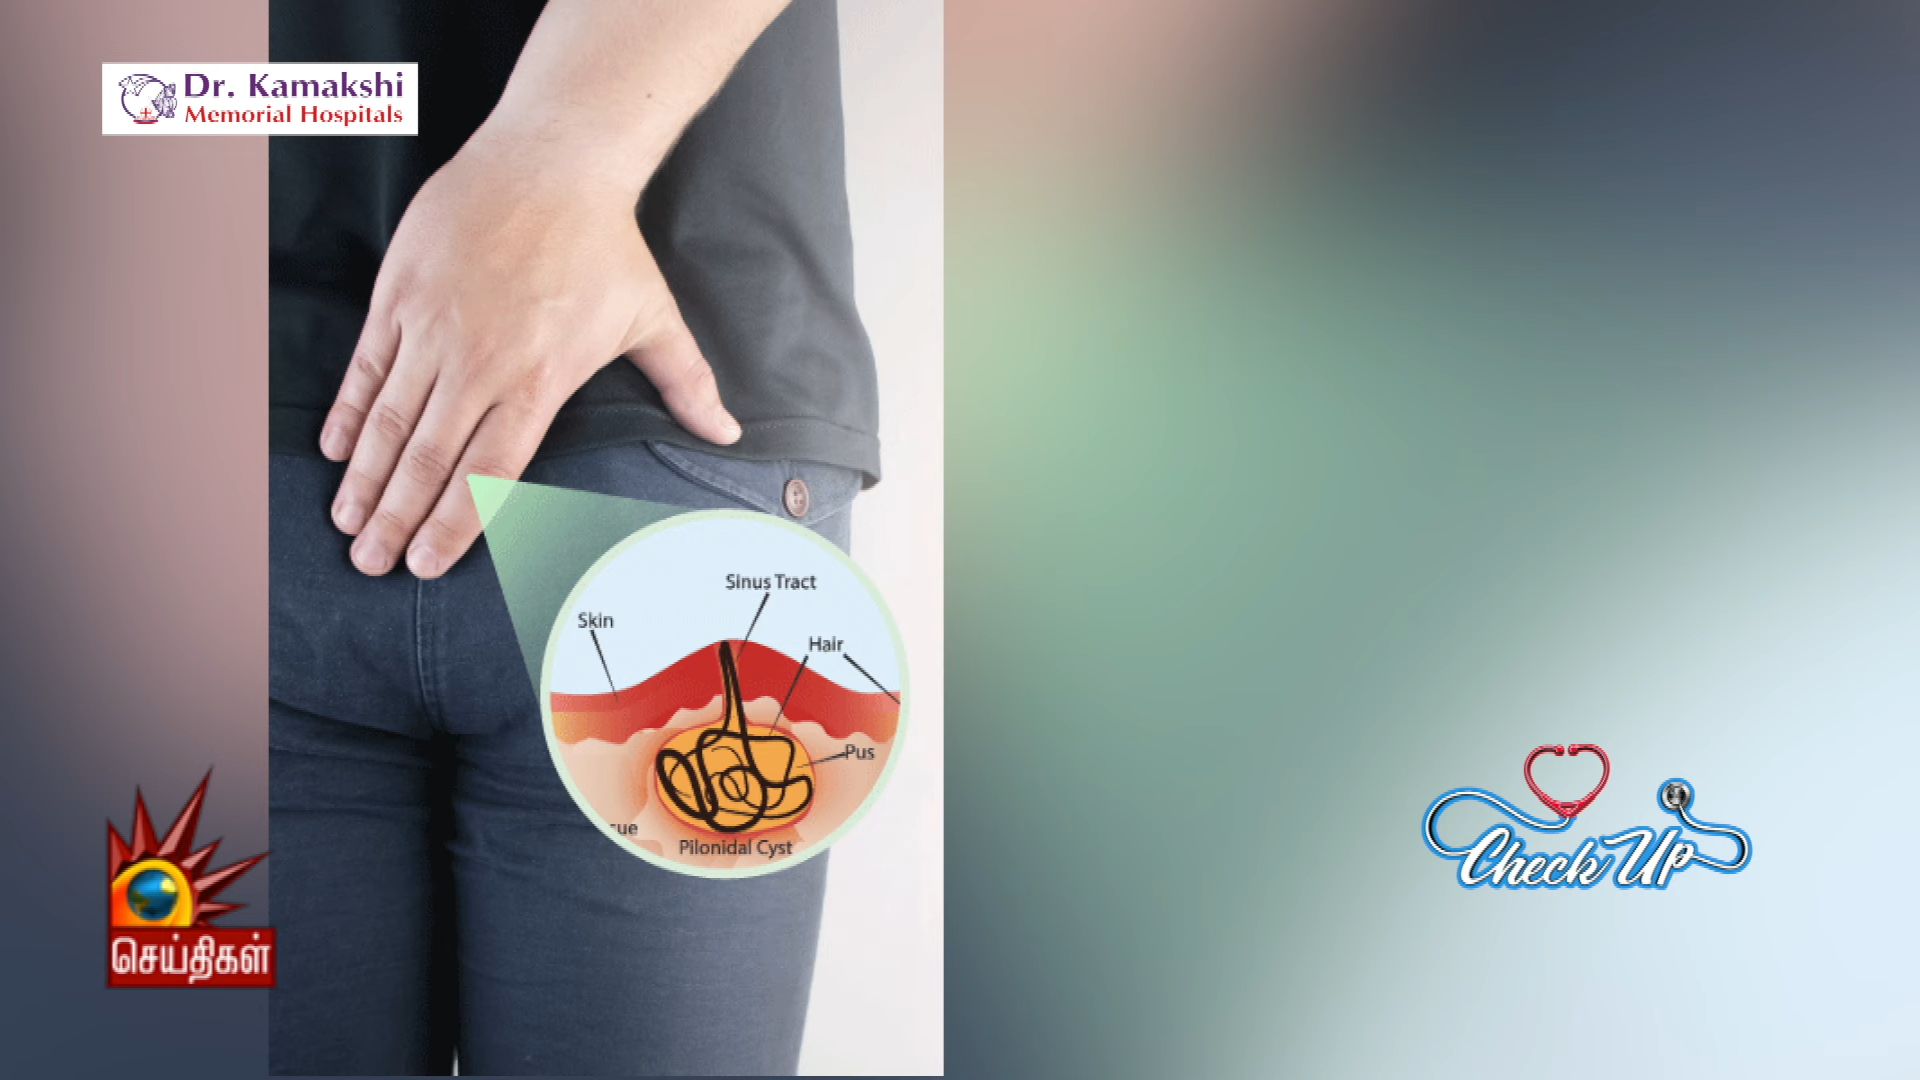 Dr. Kamakshi
Memorial Hospitals
Sinus Tract
Skin
Hair
Pus
Pilonidal Cyst
Check Up
செய்திகள்